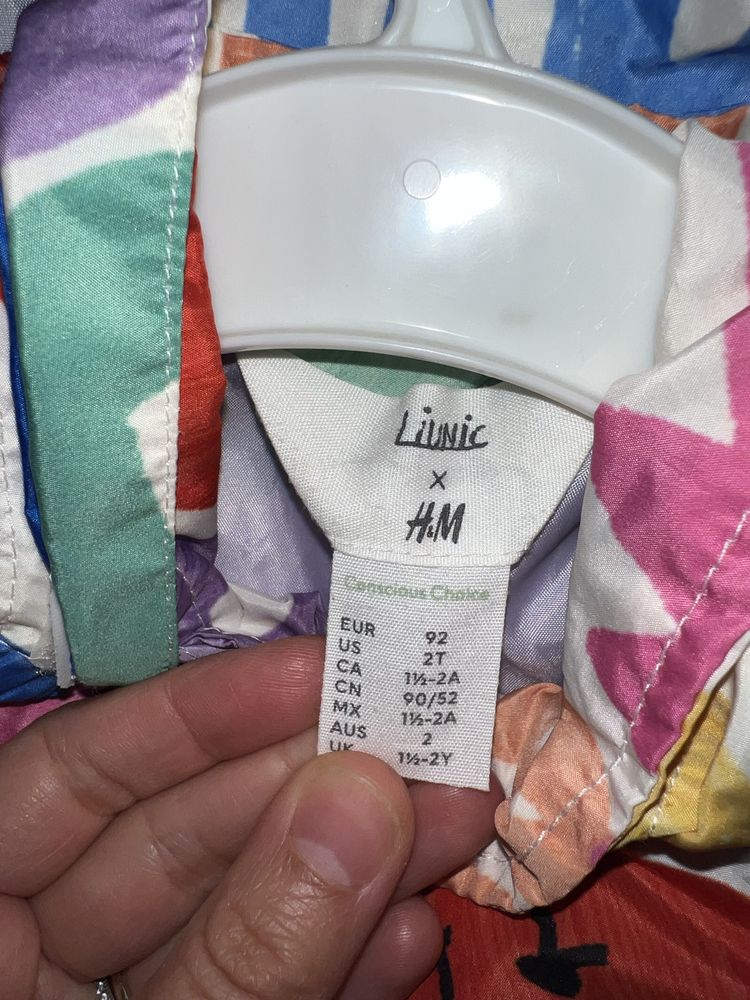 Liunic
x
H&M
Conscious Choice
EUR 92
US 2T
CA 1½-2A
CN 90/52
MX 1½-2A
AUS 2
UK 1½-2Y